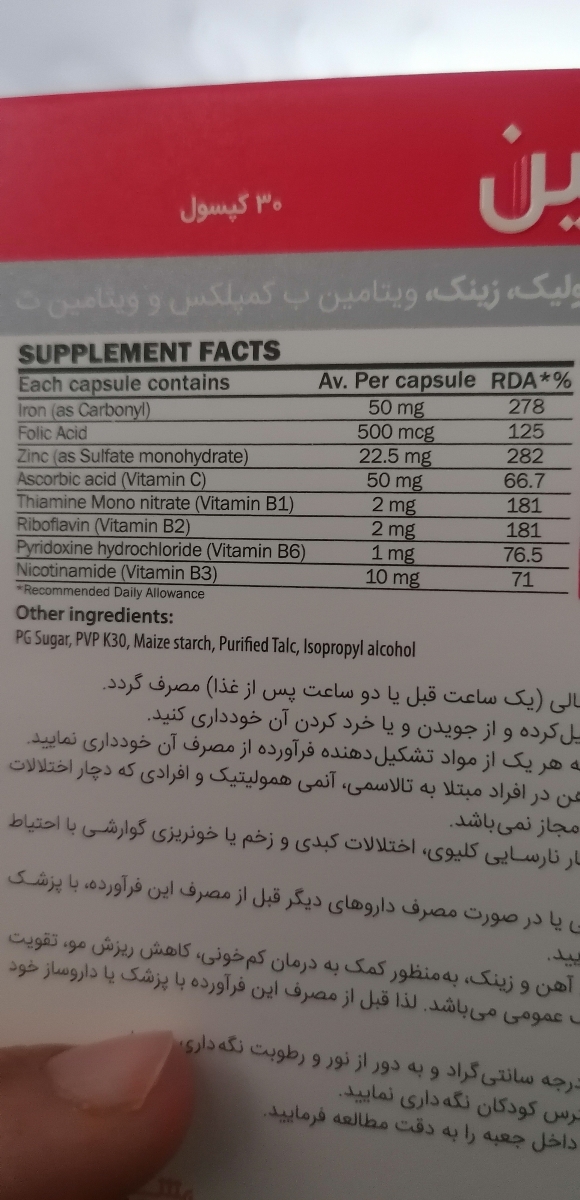 ین
۳۰ کپسول
ولیک، زینک، ویتامین ب کمپلکس و ویتامین ث
SUPPLEMENT FACTS
Each capsule contains Av. Per capsule RDA*%
Iron (as Carbonyl) 50 mg 278
Folic Acid 500 mcg 125
Zinc (as Sulfate monohydrate) 22.5 mg 282
Ascorbic acid (Vitamin C) 50 mg 66.7
Thiamine Mono nitrate (Vitamin B1) 2 mg 181
Riboflavin (Vitamin B2) 2 mg 181
Pyridoxine hydrochloride (Vitamin B6) 1 mg 76.5
Nicotinamide (Vitamin B3) 10 mg 71
*Recommended Daily Allowance
Other ingredients:
PG Sugar, PVP K30, Maize starch, Purified Talc, Isopropyl alcohol
الی (یک ساعت قبل یا دو ساعت پس از غذا) مصرف گردد.
یل کرده و از جویدن و یا خرد کردن آن خودداری کنید.
ه هر یک از مواد تشکیل‌دهنده فرآورده از مصرف آن خودداری نمایید.
هن در افراد مبتلا به تالاسمی، آنمی همولیتیک و افرادی که دچار اختلالات
مجاز نمی‌باشد.
ار نارسایی کلیوی، اختلالات کبدی و زخم یا خونریزی گوارشی با احتیاط
ی یا در صورت مصرف داروهای دیگر قبل از مصرف این فرآورده، با پزشک
یید.
آهن و زینک، به‌منظور کمک به درمان کم‌خونی، کاهش ریزش مو، تقویت
ت عمومی می‌باشد. لذا قبل از مصرف این فرآورده با پزشک یا داروساز خود
درجه سانتی‌گراد و به دور از نور و رطوبت نگه‌داری
ترس کودکان نگه‌داری نمایید.
داخل جعبه را به دقت مطالعه فرمایید.